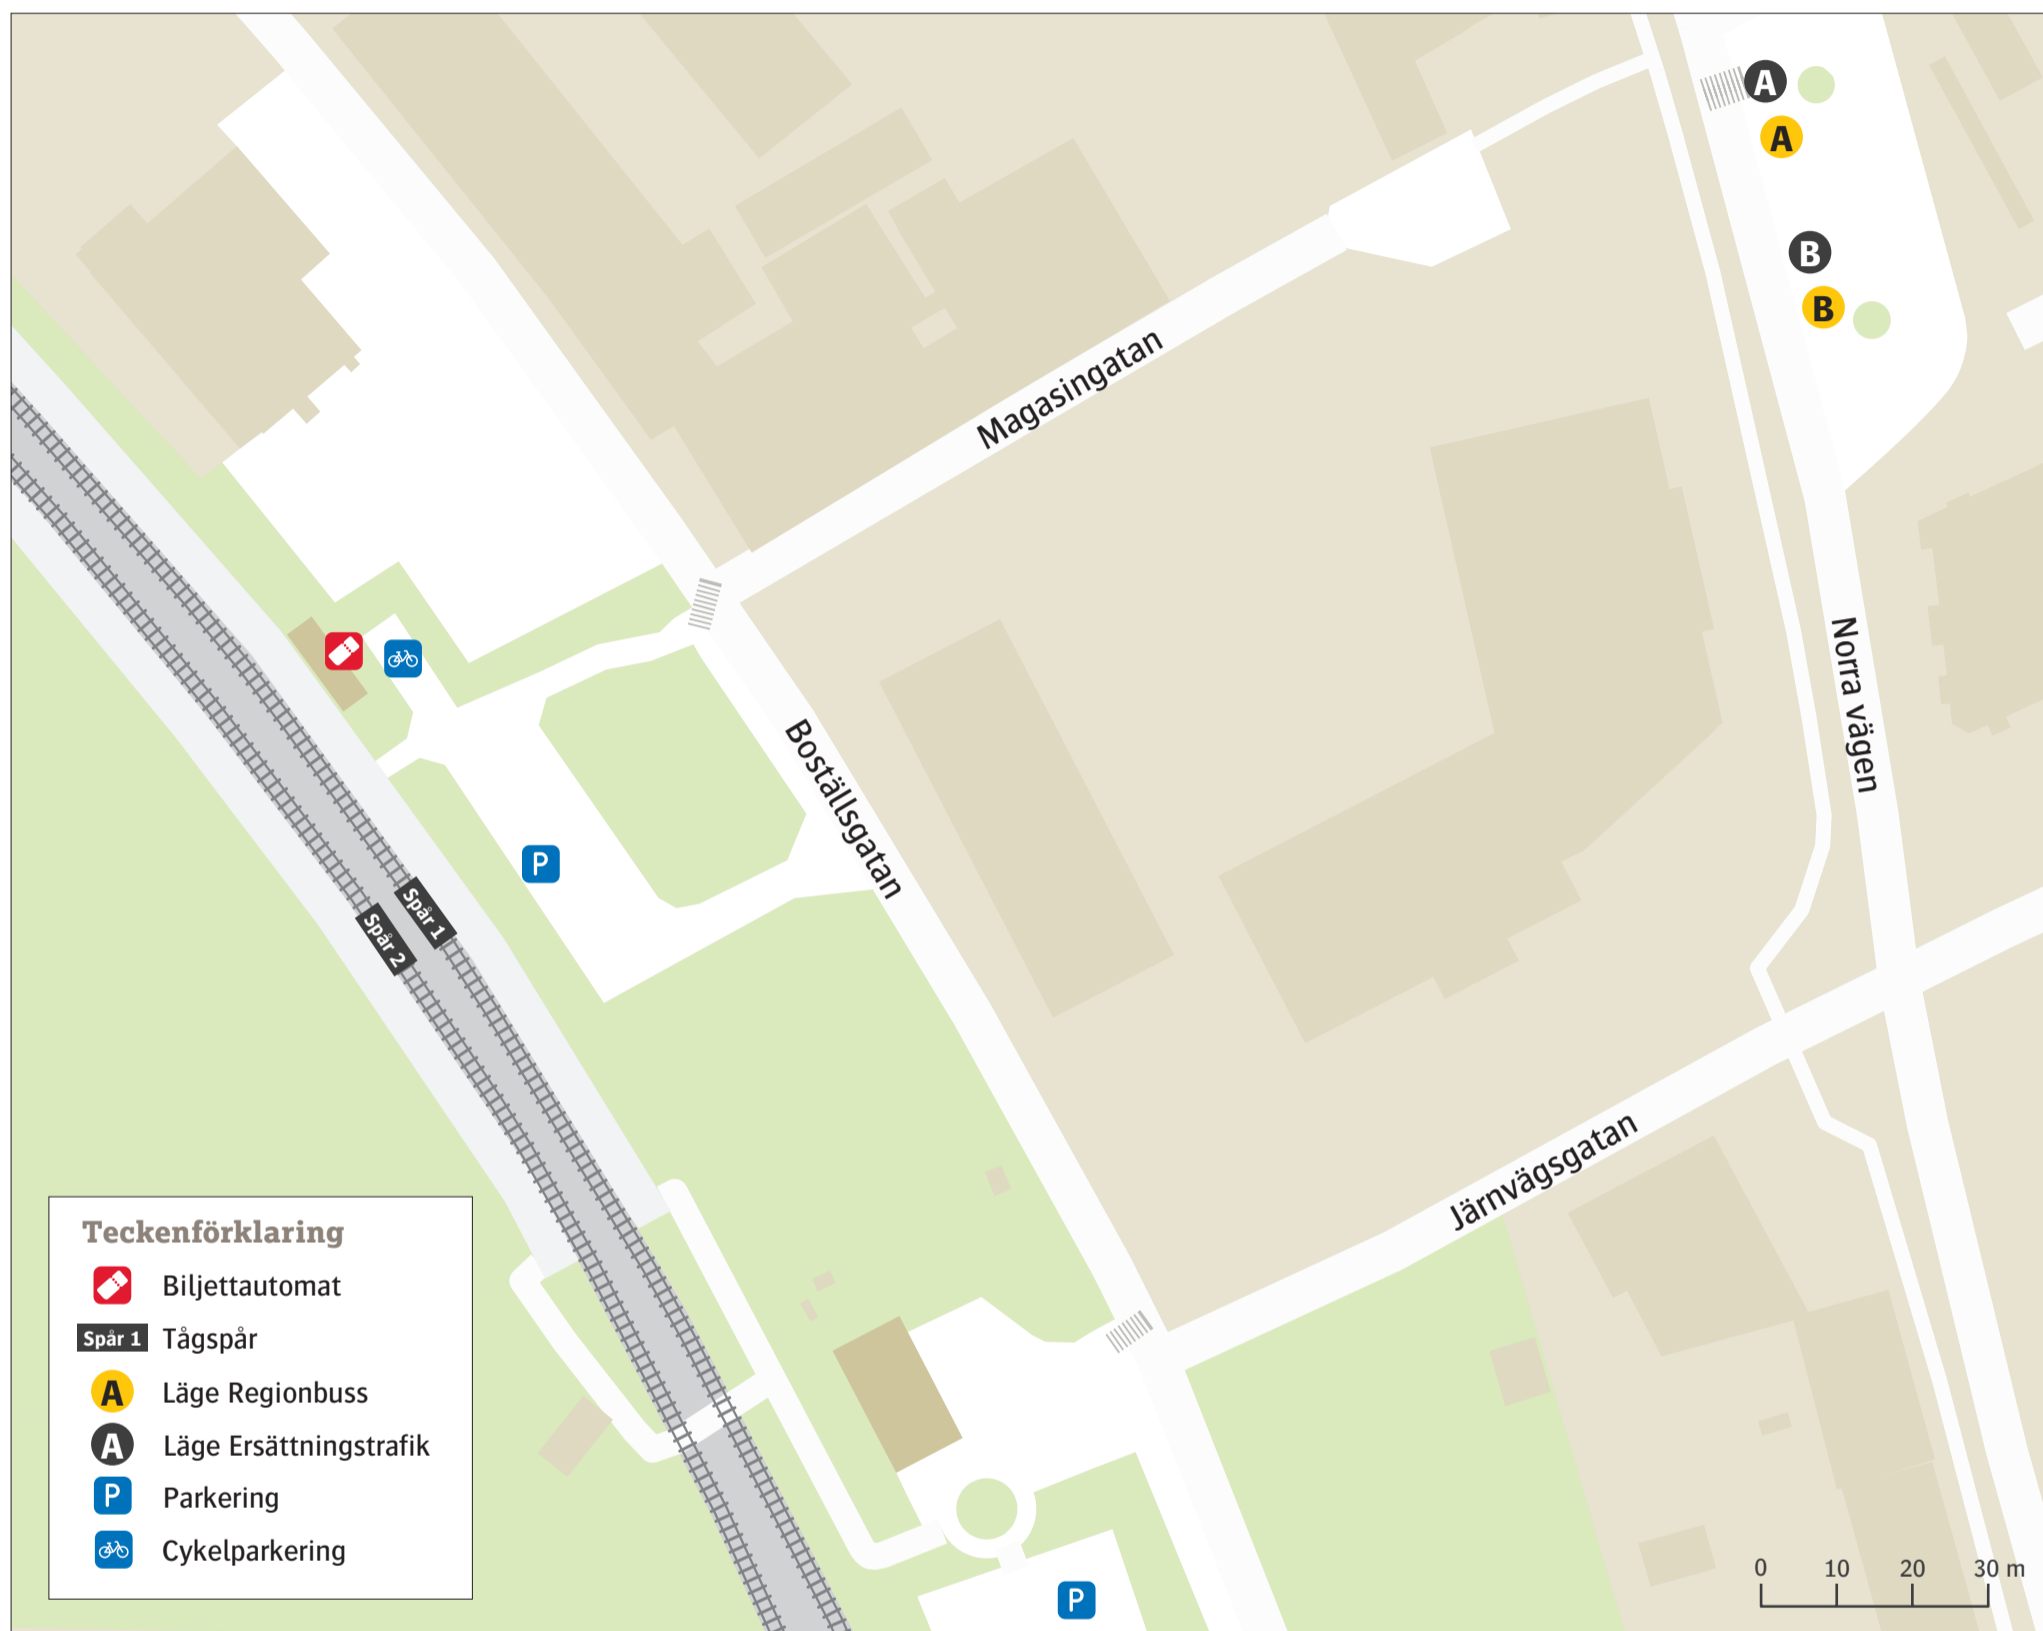 A
A
B
B
Magasingatan
Norra vägen
Boställsgatan
P
Spår 1
Spår 2
Järnvägsgatan
Teckenförklaring
Biljettautomat
Spår 1 Tågspår
A Läge Regionbuss
A Läge Ersättningstrafik
P Parkering
Cykelparkering
0 10 20 30 m
P